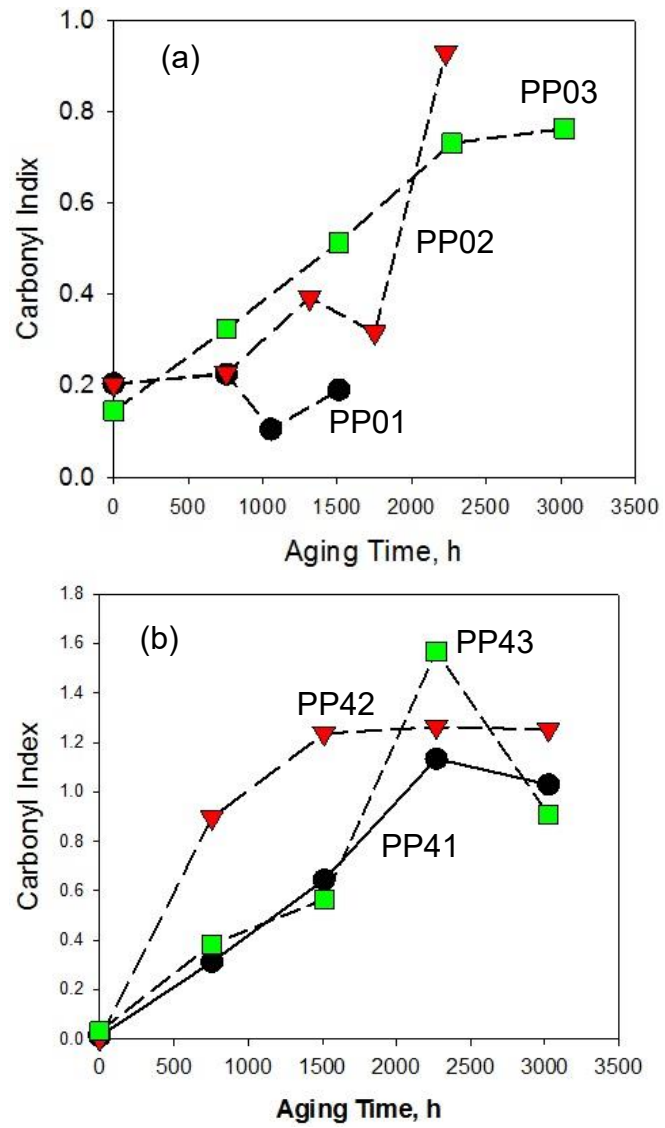 1.0
(a)
PP03
0.8
0.6
PP02
0.4
PP01
0.2
0.0
Carbonyl Indix
0 500 1000 1500 2000 2500 3000 3500
Aging Time, h
1.8
(b)
PP43
1.6
1.4
PP42
1.2
1.0
PP41
0.8
0.6
0.4
0.2
0.0
Carbonyl Index
0 500 1000 1500 2000 2500 3000 3500
Aging Time, h